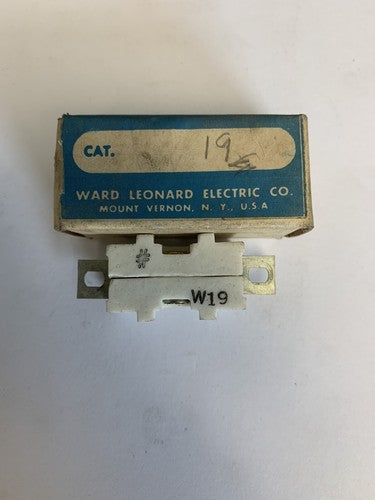 CAT. 19
WARD LEONARD ELECTRIC CO.
MOUNT VERNON, N. Y., U.S.A
#
W19